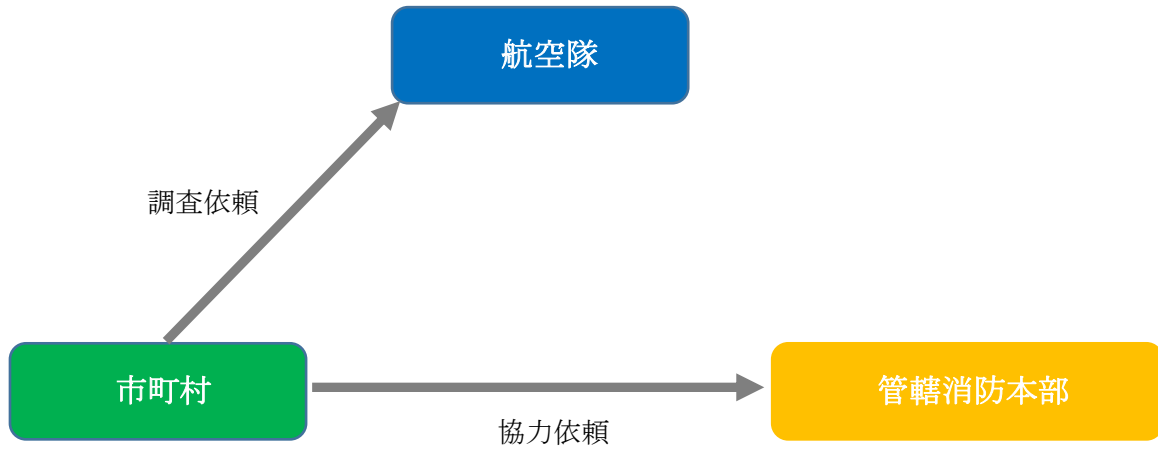 航空隊
調査依頼
市町村
管轄消防本部
協力依頼